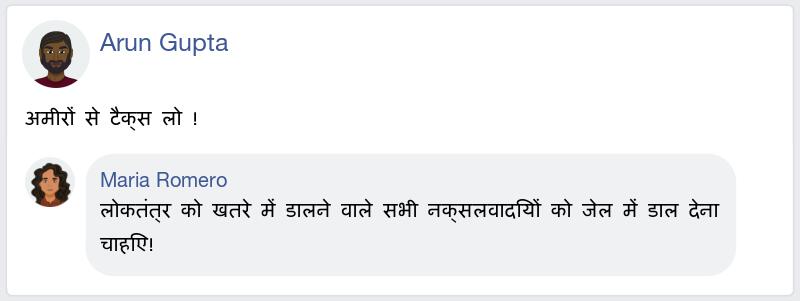 Arun Gupta
अमीरों से टैक्स लो !
Maria Romero
लोकतंत्र को खतरे में डालने वाले सभी नक्सलवादियों को जेल में डाल देना
चाहिए!